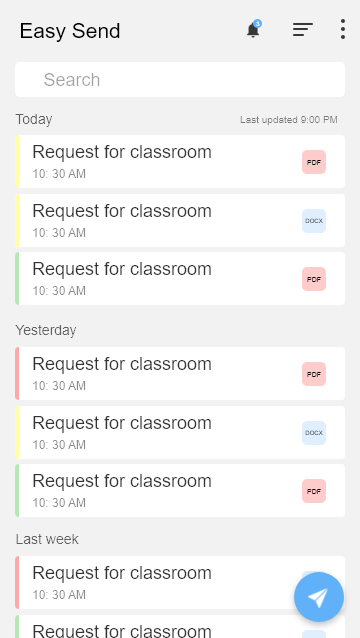 Easy Send
3
Search
Today Last updated 9:00 PM
Request for classroom
10: 30 AM
PDF
Request for classroom
10: 30 AM
DOCX
Request for classroom
10: 30 AM
PDF
Yesterday
Request for classroom
10: 30 AM
PDF
Request for classroom
10: 30 AM
DOCX
Request for classroom
10: 30 AM
PDF
Last week
Request for classroom
10: 30 AM
Request for classroom